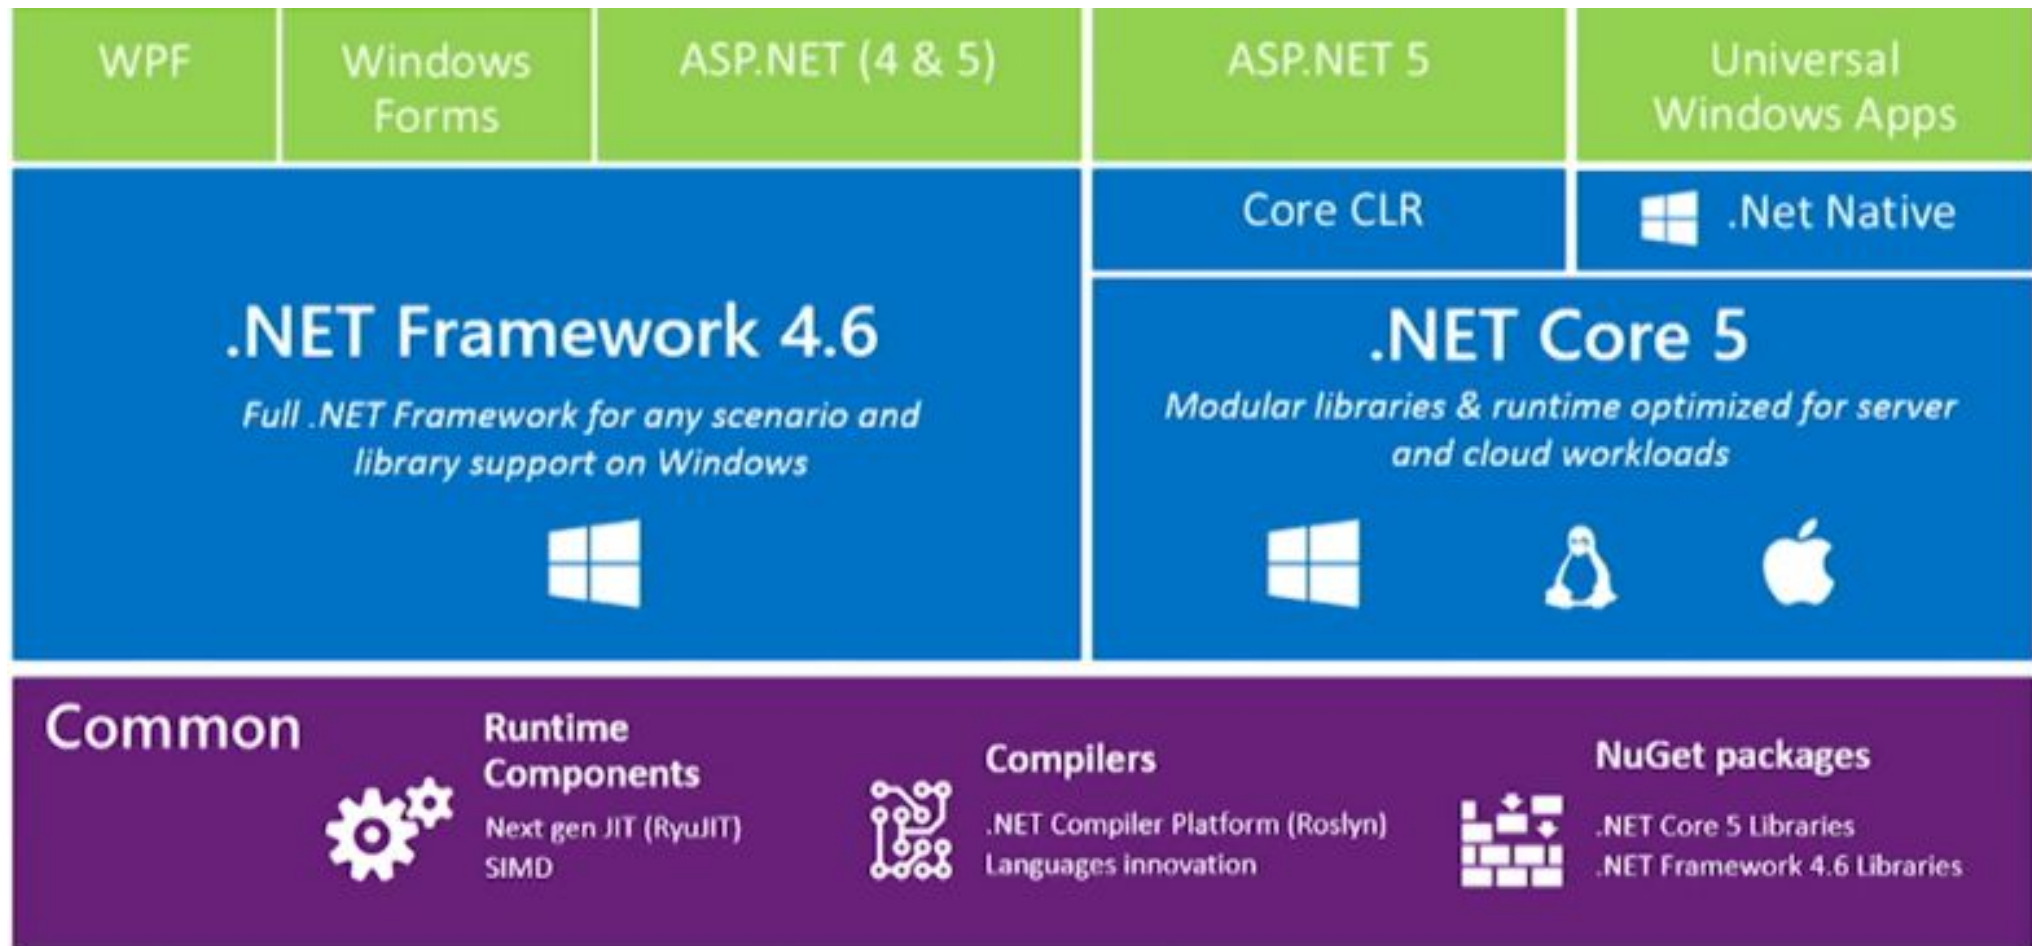 WPF
Windows
Forms
ASP.NET (4 & 5)
ASP.NET 5
Universal
Windows Apps
Core CLR
.Net Native
.NET Framework 4.6
Full .NET Framework for any scenario and
library support on Windows
.NET Core 5
Modular libraries & runtime optimized for server
and cloud workloads
Common
Runtime
Components
Next gen JIT (RyuJIT)
SIMD
Compilers
.NET Compiler Platform (Roslyn)
Languages innovation
NuGet packages
.NET Core 5 Libraries
.NET Framework 4.6 Libraries